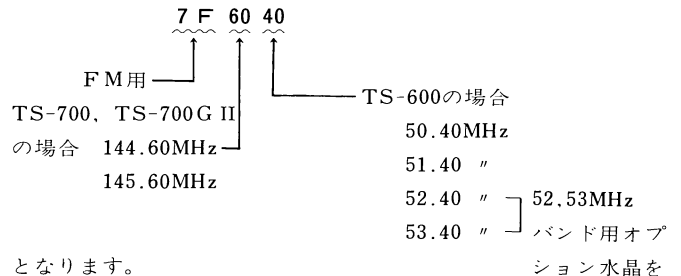 7F 60 40
FM用
TS-700, TS-700GⅡ
の場合 144.60MHz
145.60MHz
となります。
TS-600の場合
50.40MHz
51.40 〃
52.40 〃
53.40 〃
52,53MHz
バンド用オプ
ション水晶を